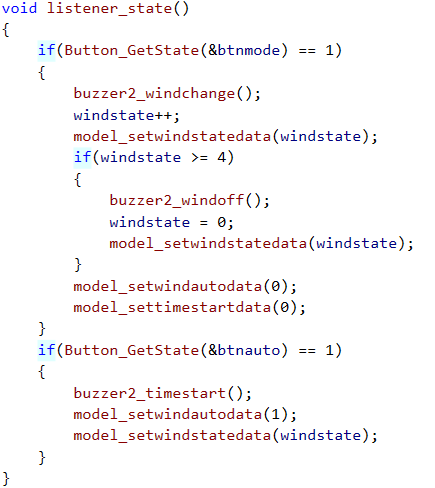 void listener_state()
{
    if(Button_GetState(&btnmode) == 1)
    {
        buzzer2_windchange();
        windstate++;
        model_setwindstatedata(windstate);
        if(windstate >= 4)
        {
            buzzer2_windoff();
            windstate = 0;
            model_setwindstatedata(windstate);
        }
        model_setwindautodata(0);
        model_settimestartdata(0);
    }
    if(Button_GetState(&btnauto) == 1)
    {
        buzzer2_timestart();
        model_setwindautodata(1);
        model_setwindstatedata(windstate);
    }
}